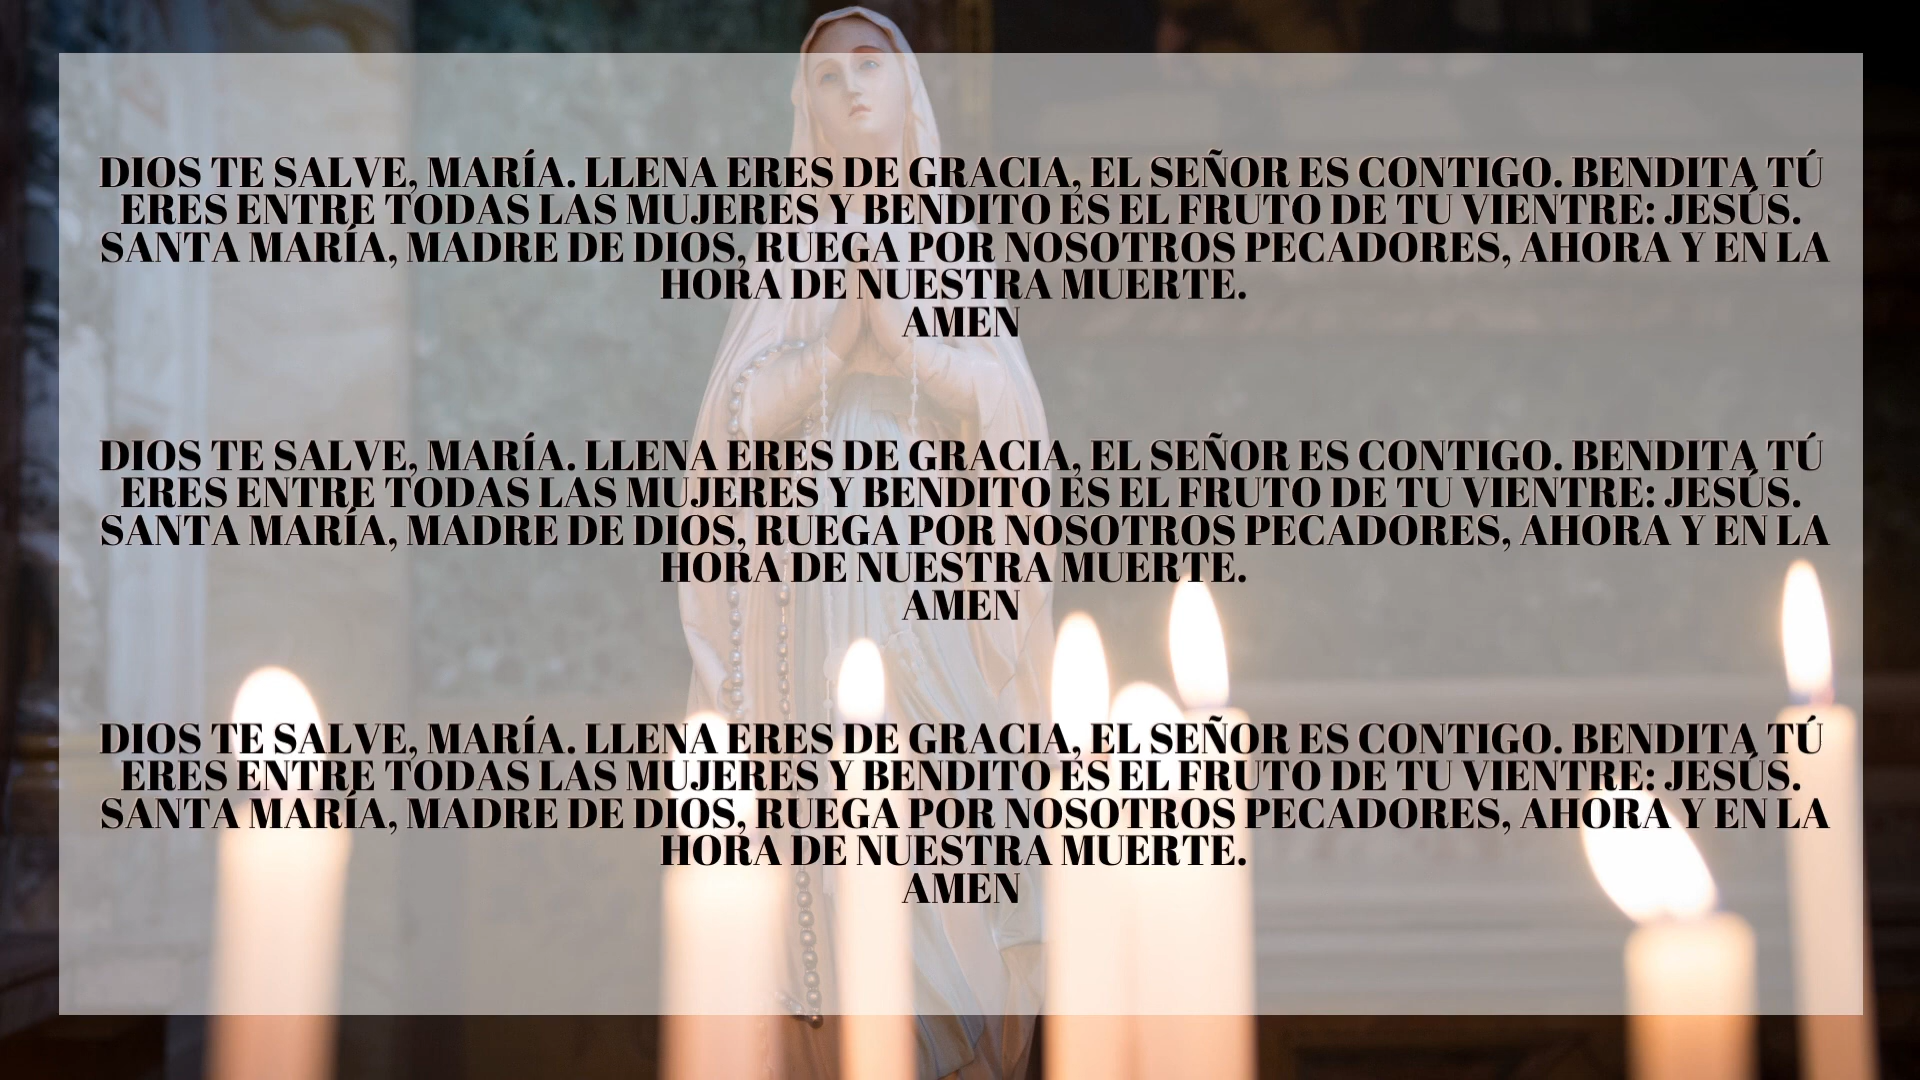 DIOS TE SALVE, MARÍA. LLENA ERES DE GRACIA, EL SEÑOR ES CONTIGO. BENDITA TÚ
ERES ENTRE TODAS LAS MUJERES Y BENDITO ES EL FRUTO DE TU VIENTRE: JESÚS.
SANTA MARÍA, MADRE DE DIOS, RUEGA POR NOSOTROS PECADORES, AHORA Y EN LA
HORA DE NUESTRA MUERTE.
AMEN
DIOS TE SALVE, MARÍA. LLENA ERES DE GRACIA, EL SEÑOR ES CONTIGO. BENDITA TÚ
ERES ENTRE TODAS LAS MUJERES Y BENDITO ES EL FRUTO DE TU VIENTRE: JESÚS.
SANTA MARÍA, MADRE DE DIOS, RUEGA POR NOSOTROS PECADORES, AHORA Y EN LA
HORA DE NUESTRA MUERTE.
AMEN
DIOS TE SALVE, MARÍA. LLENA ERES DE GRACIA, EL SEÑOR ES CONTIGO. BENDITA TÚ
ERES ENTRE TODAS LAS MUJERES Y BENDITO ES EL FRUTO DE TU VIENTRE: JESÚS.
SANTA MARÍA, MADRE DE DIOS, RUEGA POR NOSOTROS PECADORES, AHORA Y EN LA
HORA DE NUESTRA MUERTE.
AMEN